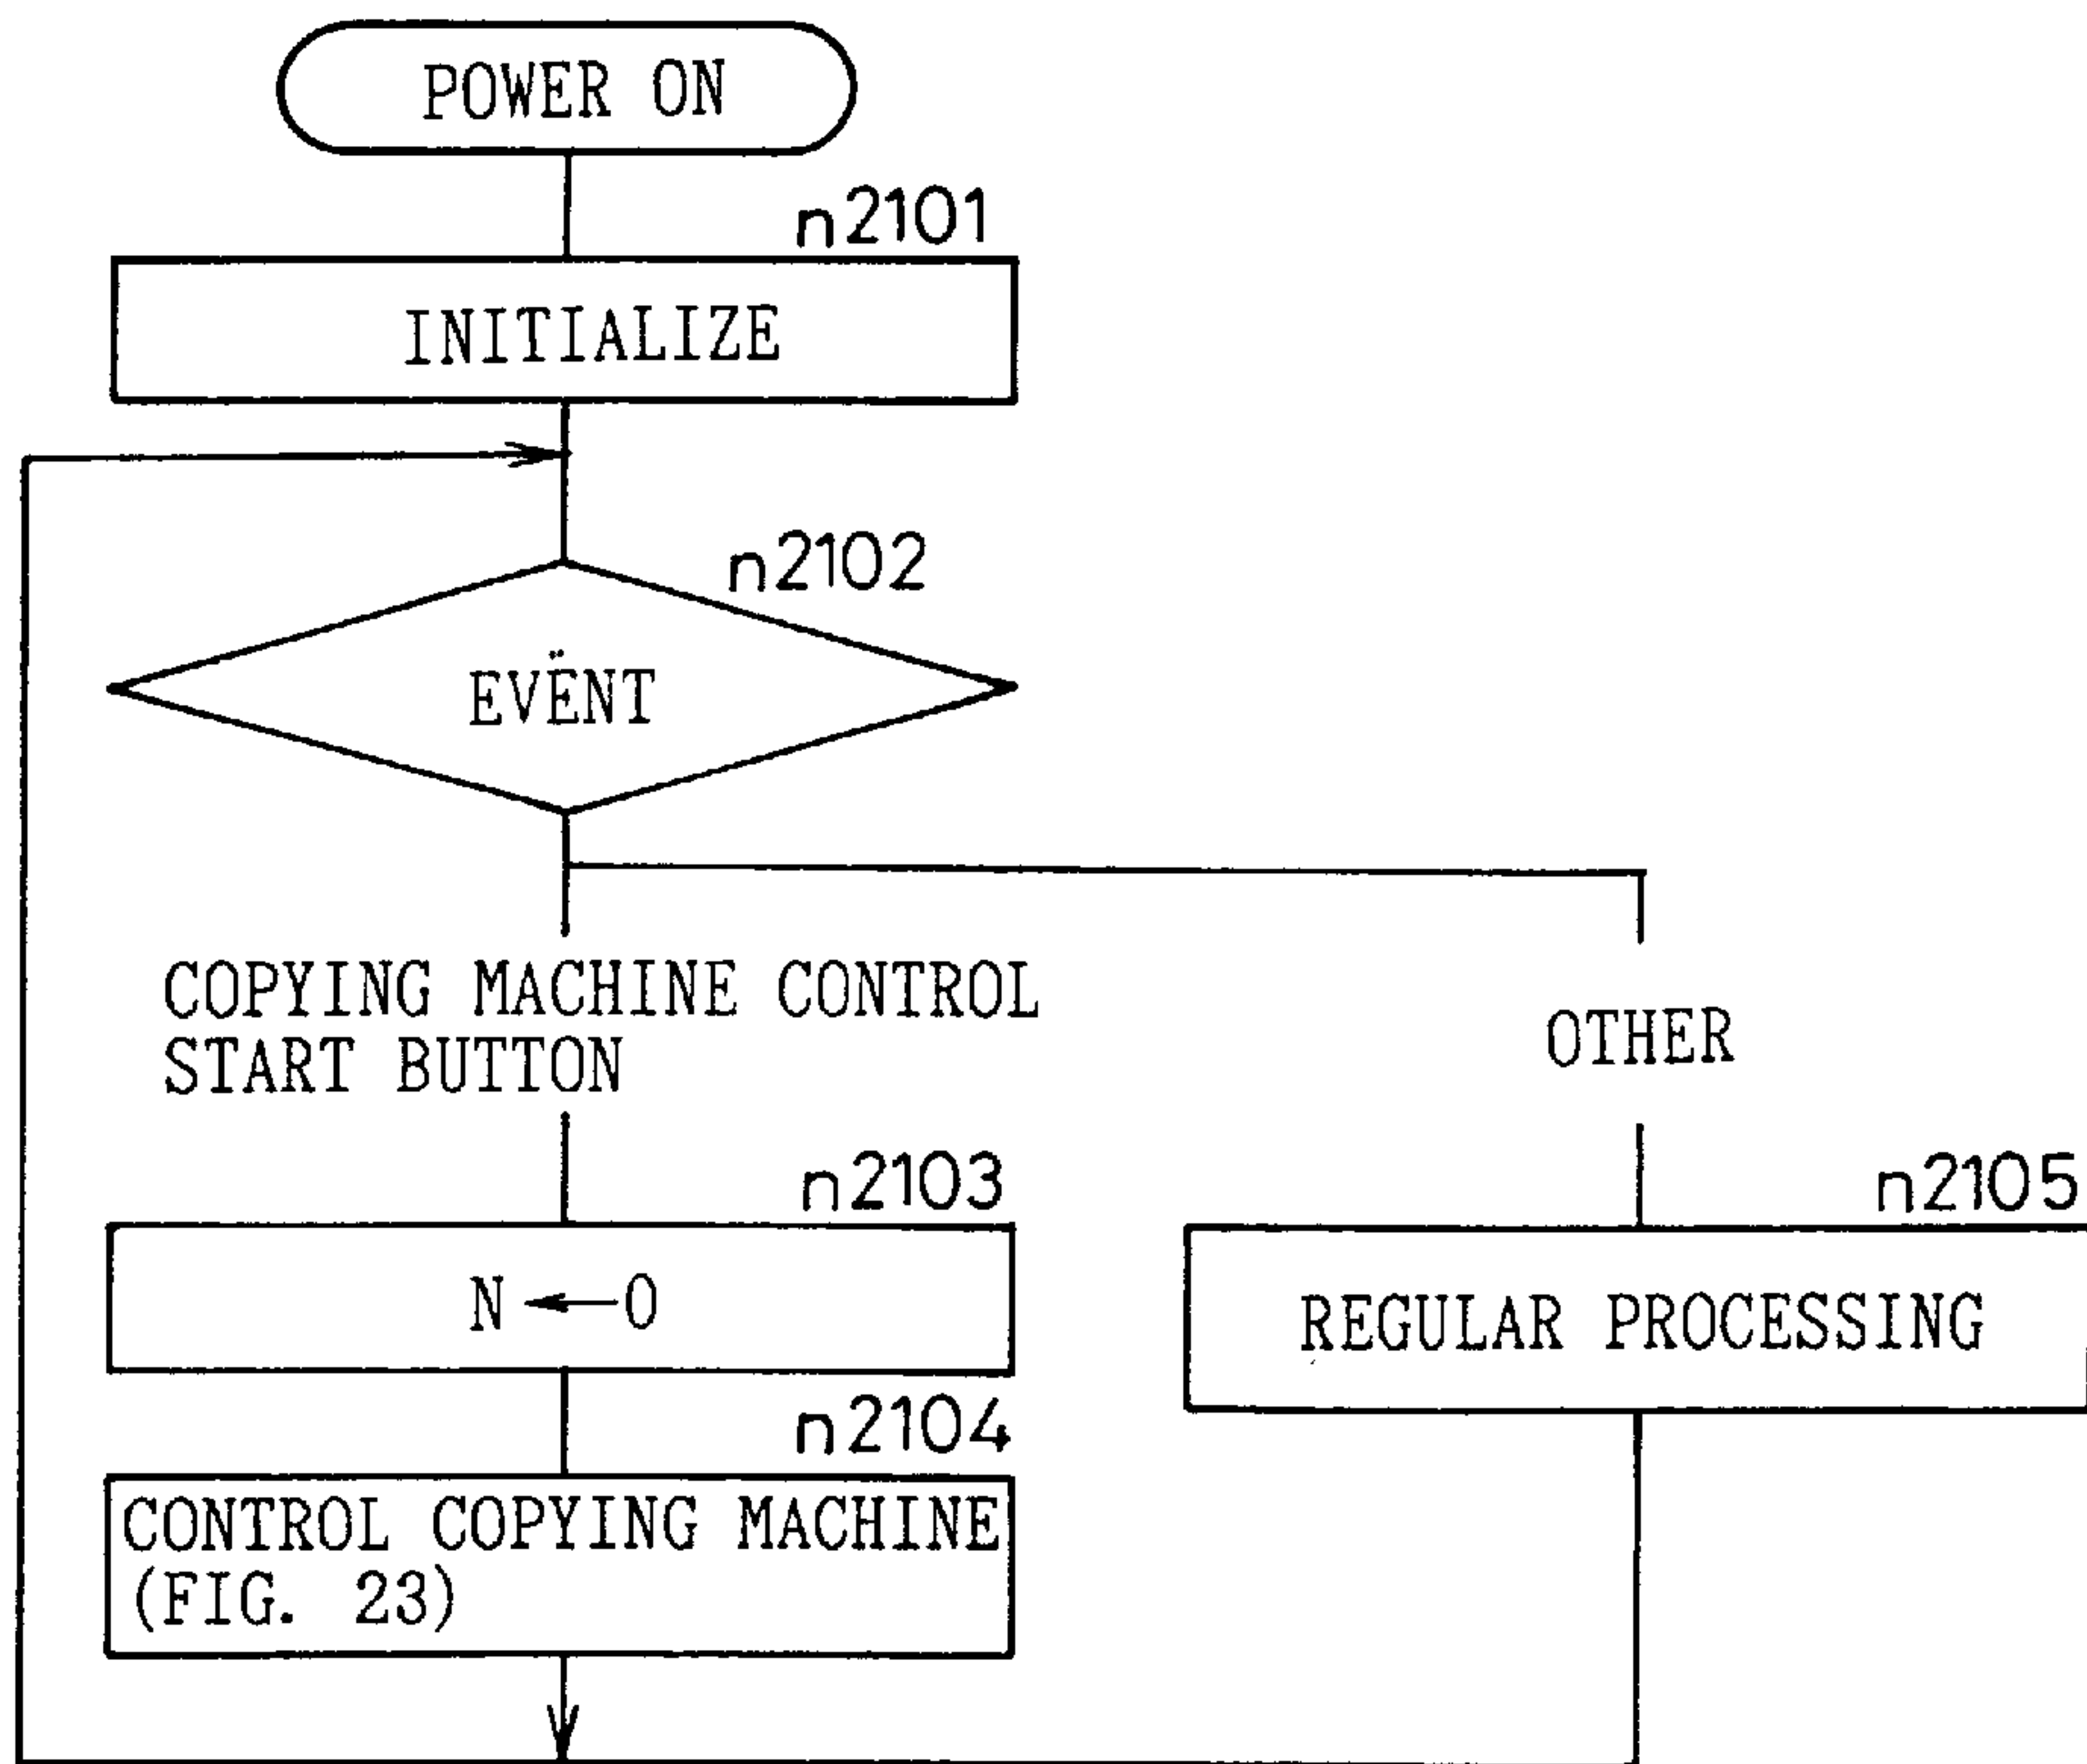 POWER ON
n2101
INITIALIZE
n2102
EVENT
COPYING MACHINE CONTROL
START BUTTON
OTHER
n2103
N ← 0
n2105
REGULAR PROCESSING
n2104
CONTROL COPYING MACHINE
(FIG. 23)